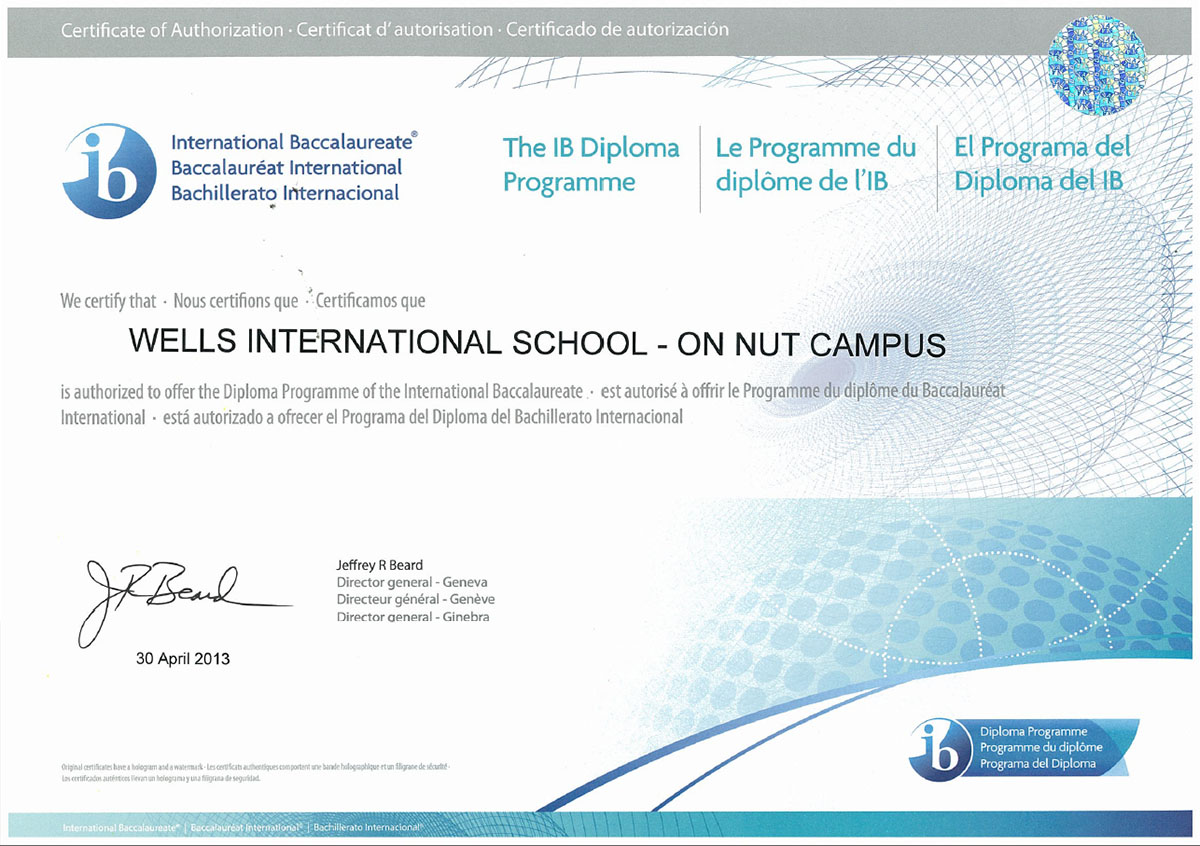 Certificate of Authorization · Certificat d'autorisation · Certificado de autorización
ib
International Baccalaureate®
Baccalauréat International
Bachillerato Internacional
The IB Diploma
Programme
Le Programme du
diplôme de l'IB
El Programa del
Diploma del IB
We certify that · Nous certifions que · Certificamos que
WELLS INTERNATIONAL SCHOOL - ON NUT CAMPUS
is authorized to offer the Diploma Programme of the International Baccalaureate · est autorisé à offrir le Programme du diplôme du Baccalauréat
International · está autorizado a ofrecer el Programa del Diploma del Bachillerato Internacional
JR Beard
30 April 2013
Jeffrey R Beard
Director general - Geneva
Directeur général - Genève
Director general - Ginebra
Original certificates have a hologram and a watermark · Les certificats authentiques comportent une bande holographique et un filigrane de sécurité ·
Los certificados auténticos llevan un holograma y una filigrana de seguridad.
ib
Diploma Programme
Programme du diplôme
Programa del Diploma
International Baccalaureate® | Baccalauréat International® | Bachillerato Internacional®